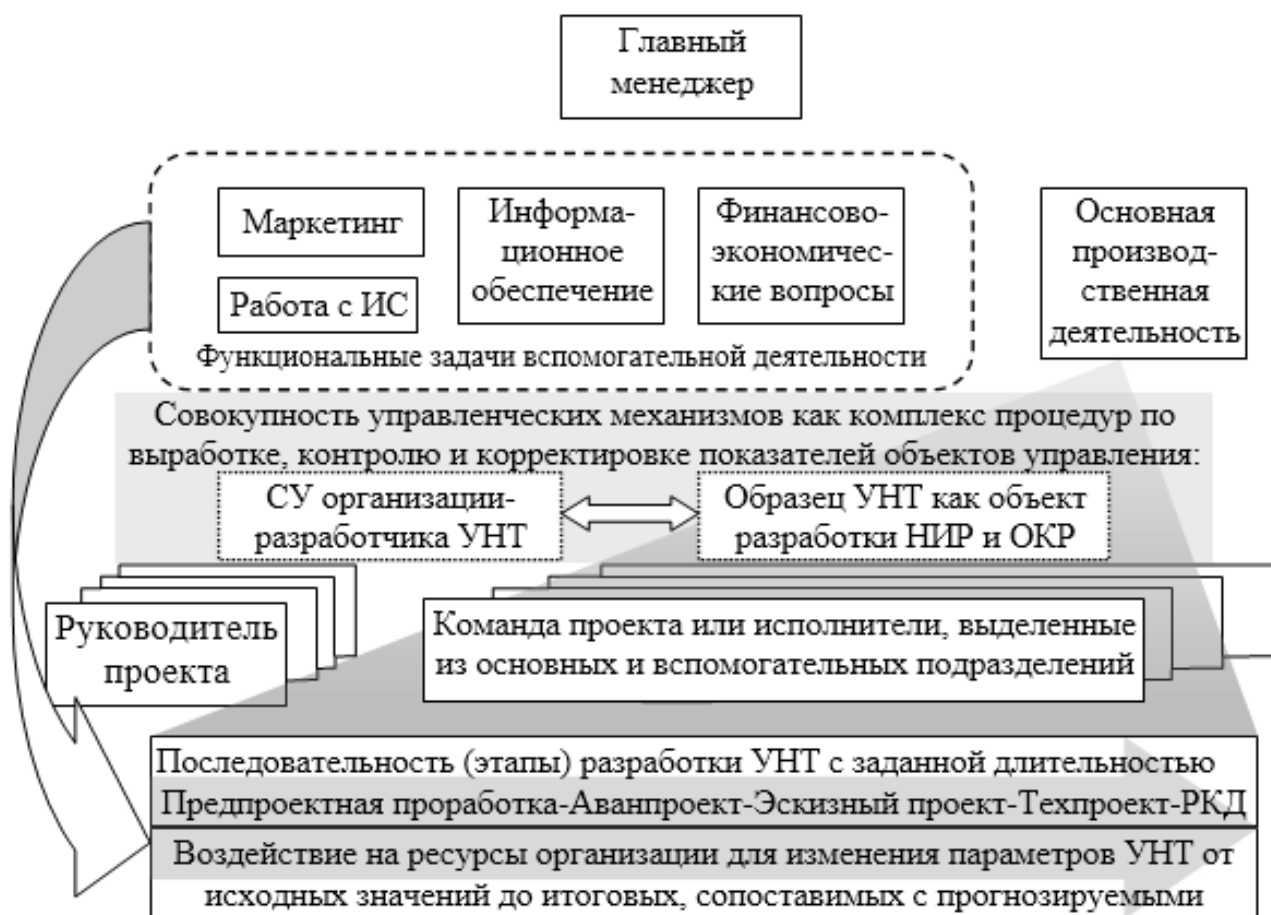 Главный
менеджер
Маркетинг
Работа с ИС
Информа-
ционное
обеспечение
Финансово-
экономичес-
кие вопросы
Функциональные задачи вспомогательной деятельности
Основная
производ-
ственная
деятельность
Совокупность управленческих механизмов как комплекс процедур по
выработке, контролю и корректировке показателей объектов управления:
СУ организации-
разработчика УНТ
Образец УНТ как объект
разработки НИР и ОКР
Руководитель
проекта
Команда проекта или исполнители, выделенные
из основных и вспомогательных подразделений
Последовательность (этапы) разработки УНТ с заданной длительностью
Предпроектная проработка-Аванпроект-Эскизный проект-Техпроект-РКД
Воздействие на ресурсы организации для изменения параметров УНТ от
исходных значений до итоговых, сопоставимых с прогнозируемыми